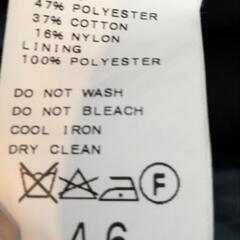 47% POLYESTER
37% COTTON
16% NYLON
LINING
100% POLYESTER
DO NOT WASH
DO NOT BLEACH
COOL IRON
DRY CLEAN
F
46